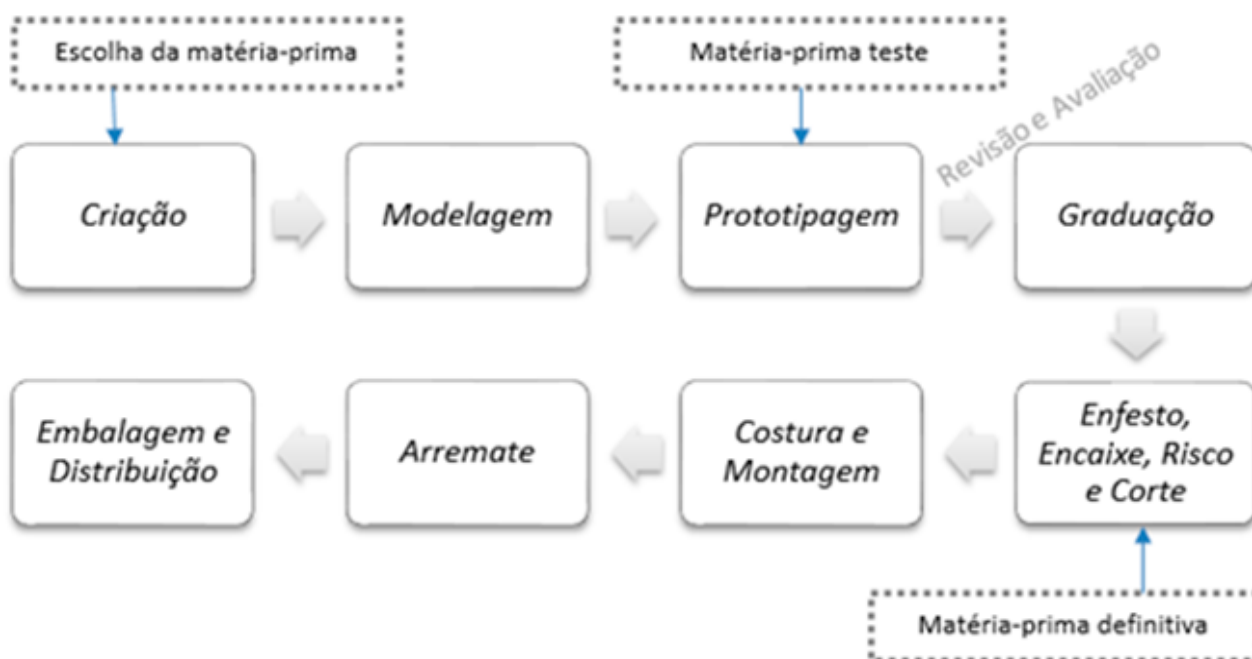 Escolha da matéria-prima
Matéria-prima teste
Revisão e Avaliação
Criação
Modelagem
Prototipagem
Graduação
Enfesto,
Encaixe, Risco
e Corte
Costura e
Montagem
Arremate
Embalagem e
Distribuição
Matéria-prima definitiva